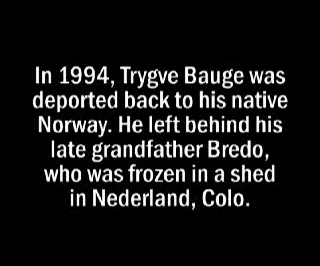 In 1994, Trygve Bauge was
deported back to his native
Norway. He left behind his
late grandfather Bredo,
who was frozen in a shed
in Nederland, Colo.